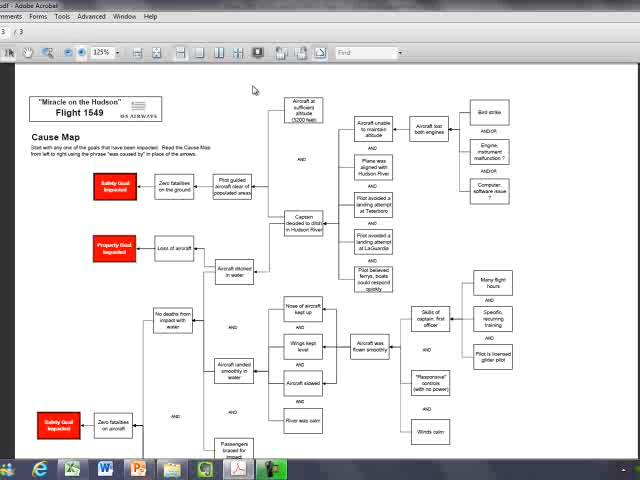 .pdf - Adobe Acrobat
omments Forms Tools Advanced Window Help
3 / 3
125%
Find
"Miracle on the Hudson"
Flight 1549
US AIRWAYS
Cause Map
Start with any one of the goals that have been impacted. Read the Cause Map
from left to right using the phrase "was caused by" in place of the arrows.
Safety Goal
Impacted
Zero fatalities
on the ground
Pilot guided
aircraft clear of
populated areas
Aircraft at
sufficient
altitude
(3200 feet)
AND
Captain
decided to ditch
in Hudson River
Aircraft unable
to maintain
altitude
AND
Plane was
aligned with
Hudson River
AND
Pilot avoided a
landing attempt
at Teterboro
AND
Pilot avoided a
landing attempt
at LaGuardia
AND
Pilot believed
ferrys, boats
could respond
quickly
Aircraft lost
both engines
Bird strike
AND/OR
Engine,
instrument
malfunction ?
AND/OR
Computer,
software issue ?
Property Goal
Impacted
Loss of aircraft
Aircraft ditched
in water
No deaths from
impact with
water
AND
Aircraft landed
smoothly in
water
AND
Passengers
braced for
impact
Nose of aircraft
kept up
AND
Wings kept
level
AND
Aircraft slowed
AND
River was calm
Aircraft was
flown smoothly
Skills of
captain, first
officer
AND
"Responsive"
controls
(with no power)
AND
Winds calm
Many flight
hours
AND
Specific,
recurring
training
AND
Pilot is licensed
glider pilot
Safety Goal
Impacted
Zero fatalities
on aircraft
AND